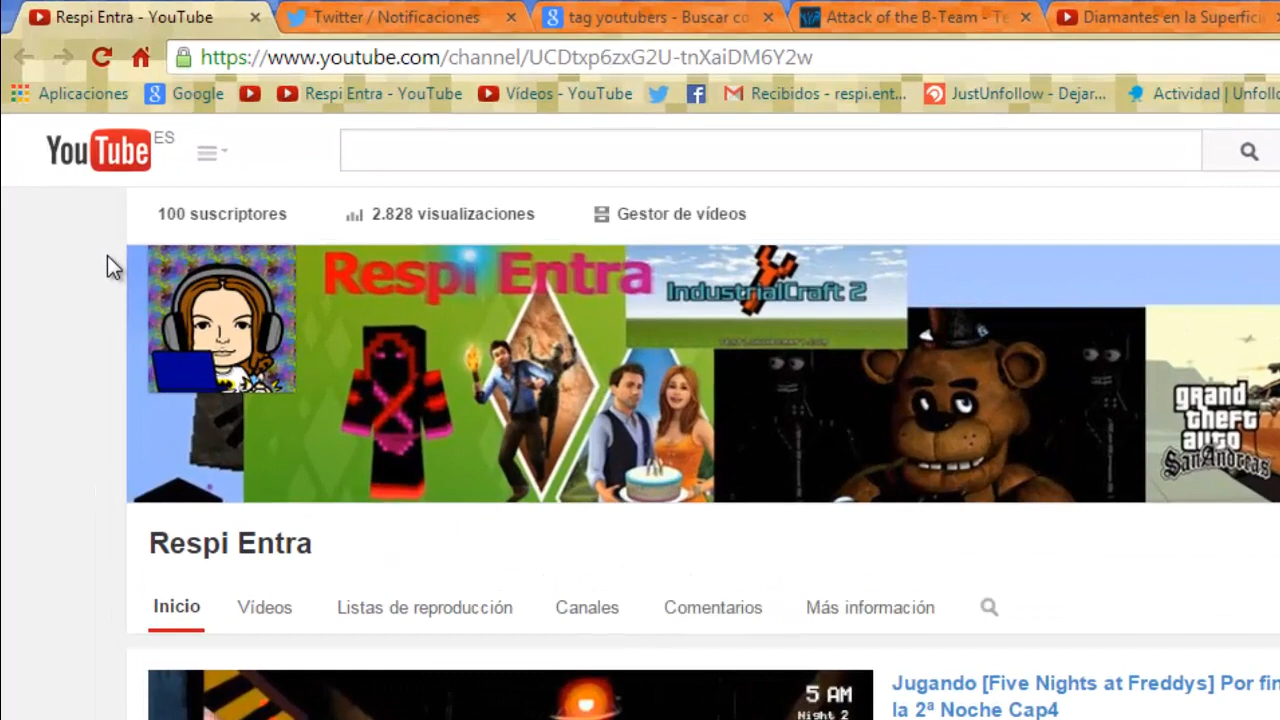 Respi Entra - YouTube
Twitter / Notificaciones
tag youtubers - Buscar co
Attack of the B-Team - Te
Diamantes en la Superfici
https://www.youtube.com/channel/UCDtxp6zxG2U-tnXaiDM6Y2w
Aplicaciones Google Respi Entra - YouTube Vídeos - YouTube Recibidos - respi.ent... JustUnfollow - Dejar... Actividad | Unfollo
YouTube ES
100 suscriptores 2.828 visualizaciones Gestor de vídeos
Respi Entra
IndustrialCraft 2
grand
theft
auto
SanAndreas
Respi Entra
Inicio Vídeos Listas de reproducción Canales Comentarios Más información
5 AM
Night 2
Jugando [Five Nights at Freddys] Por fin
la 2ª Noche Cap4